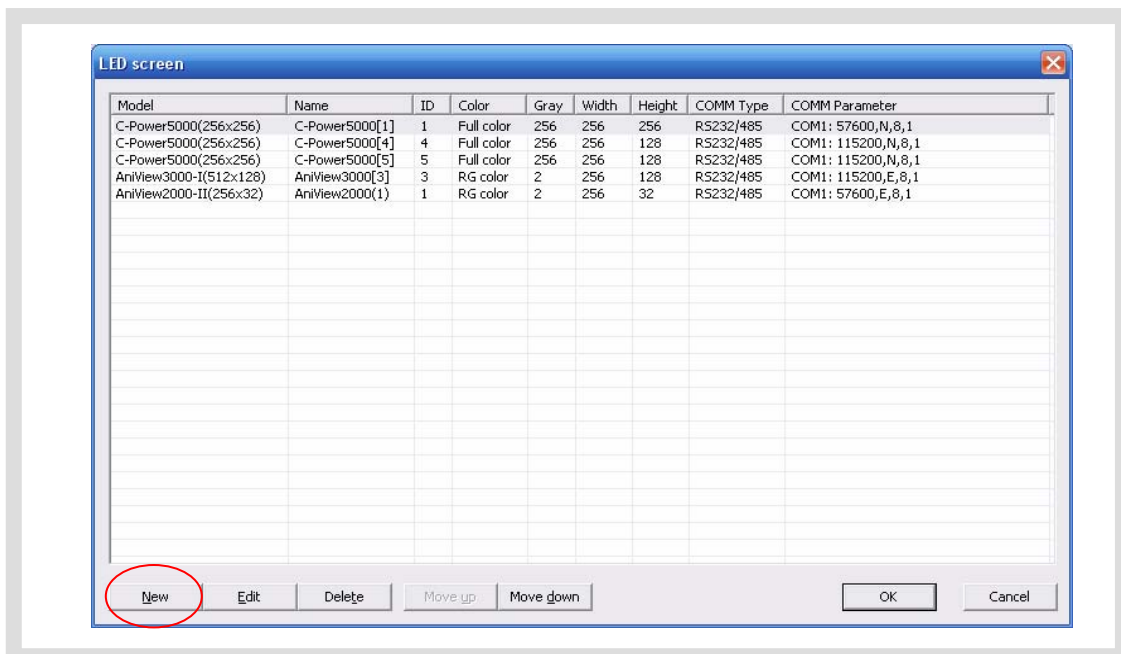 LED screen
Model Name ID Color Gray Width Height COMM Type COMM Parameter
C-Power5000(256x256) C-Power5000[1] 1 Full color 256 256 256 RS232/485 COM1: 57600,N,8,1
C-Power5000(256x256) C-Power5000[4] 4 Full color 256 256 128 RS232/485 COM1: 115200,N,8,1
C-Power5000(256x256) C-Power5000[5] 5 Full color 256 256 128 RS232/485 COM1: 115200,N,8,1
AniView3000-I(512x128) AniView3000[3] 3 RG color 2 256 128 RS232/485 COM1: 115200,E,8,1
AniView2000-II(256x32) AniView2000(1) 1 RG color 2 256 32 RS232/485 COM1: 57600,E,8,1
New Edit Delete Move up Move down OK Cancel